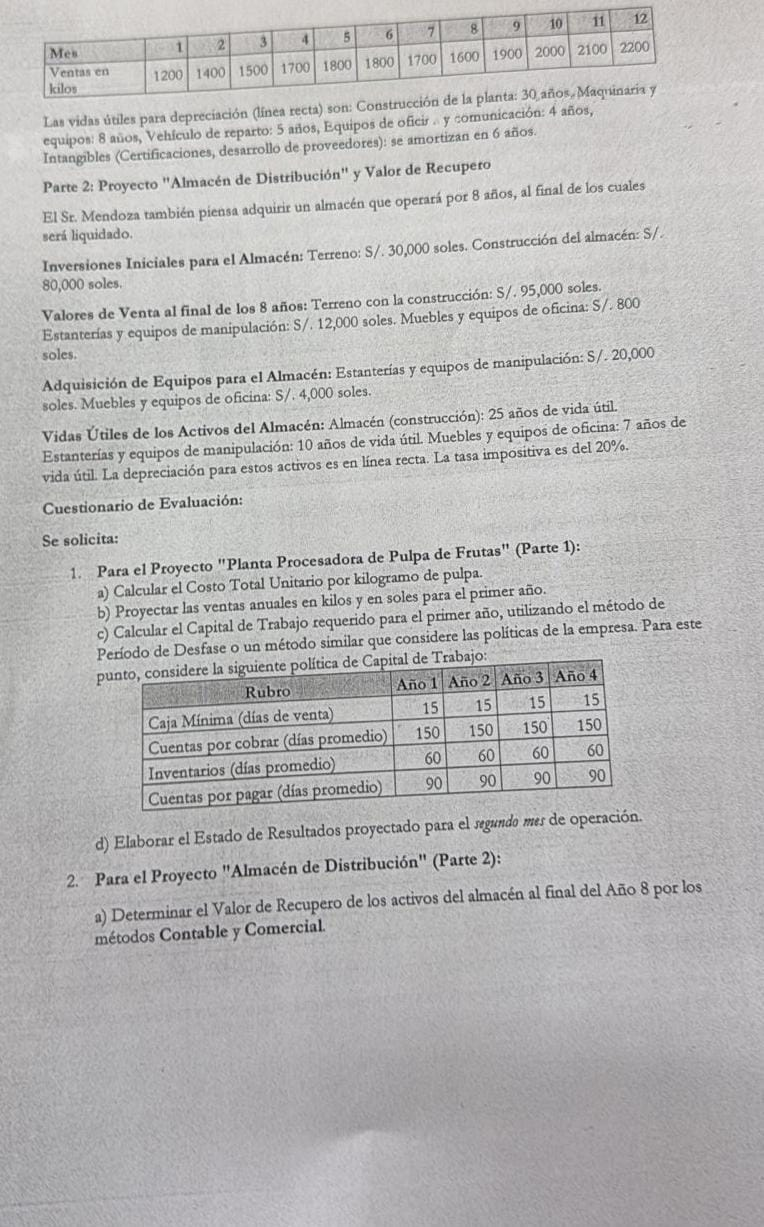 Mes 1 2 3 4 5 6 7 8 9 10 11 12
Ventas en kilos 1200 1400 1500 1700 1800 1800 1700 1600 1900 2000 2100 2200
Las vidas útiles para depreciación (línea recta) son: Construcción de la planta: 30 años, Maquinaria y
equipos: 8 años, Vehículo de reparto: 5 años, Equipos de oficina y comunicación: 4 años,
Intangibles (Certificaciones, desarrollo de proveedores): se amortizan en 6 años.
Parte 2: Proyecto "Almacén de Distribución" y Valor de Recupero
El Sr. Mendoza también piensa adquirir un almacén que operará por 8 años, al final de los cuales
será liquidado.
Inversiones Iniciales para el Almacén: Terreno: S/. 30,000 soles. Construcción del almacén: S/.
80,000 soles.
Valores de Venta al final de los 8 años: Terreno con la construcción: S/. 95,000 soles.
Estanterías y equipos de manipulación: S/. 12,000 soles. Muebles y equipos de oficina: S/. 800
soles.
Adquisición de Equipos para el Almacén: Estanterías y equipos de manipulación: S/. 20,000
soles. Muebles y equipos de oficina: S/. 4,000 soles.
Vidas Útiles de los Activos del Almacén: Almacén (construcción): 25 años de vida útil.
Estanterías y equipos de manipulación: 10 años de vida útil. Muebles y equipos de oficina: 7 años de
vida útil. La depreciación para estos activos es en línea recta. La tasa impositiva es del 20%.
Cuestionario de Evaluación:
Se solicita:
1. Para el Proyecto "Planta Procesadora de Pulpa de Frutas" (Parte 1):
a) Calcular el Costo Total Unitario por kilogramo de pulpa.
b) Proyectar las ventas anuales en kilos y en soles para el primer año.
c) Calcular el Capital de Trabajo requerido para el primer año, utilizando el método de
Período de Desfase o un método similar que considere las políticas de la empresa. Para este
punto, considere la siguiente política de Capital de Trabajo:
Rubro Año 1 Año 2 Año 3 Año 4
Caja Mínima (días de venta) 15 15 15 15
Cuentas por cobrar (días promedio) 150 150 150 150
Inventarios (días promedio) 60 60 60 60
Cuentas por pagar (días promedio) 90 90 90 90
d) Elaborar el Estado de Resultados proyectado para el segundo mes de operación.
2. Para el Proyecto "Almacén de Distribución" (Parte 2):
a) Determinar el Valor de Recupero de los activos del almacén al final del Año 8 por los
métodos Contable y Comercial.